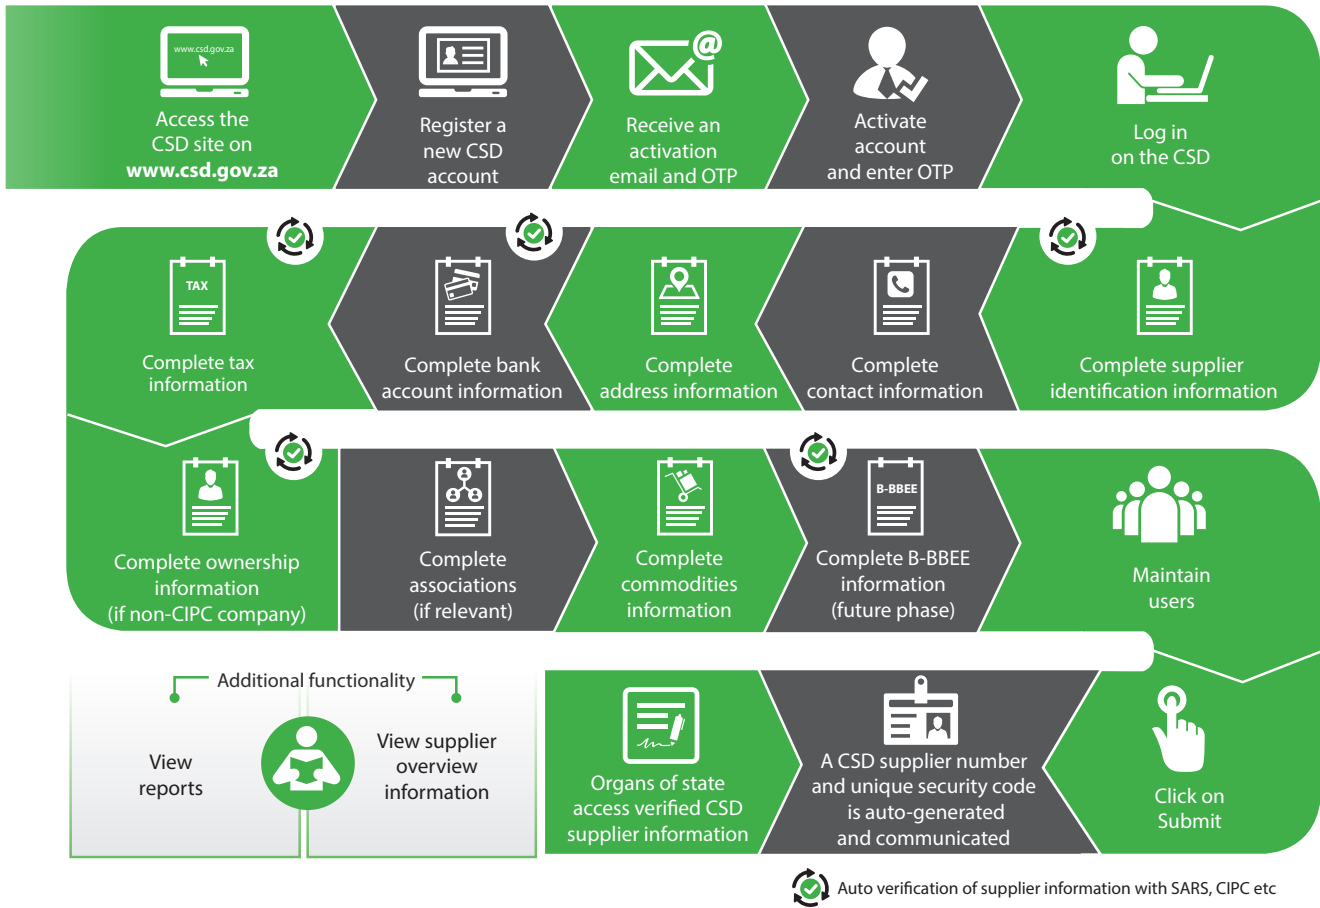 www.csd.gov.za
Access the
CSD site on
www.csd.gov.za
Register a
new CSD
account
Receive an
activation
email and OTP
@
Activate
account
and enter OTP
Log in
on the CSD
Complete supplier
identification information
Complete
contact information
Complete
address information
Complete bank
account information
TAX
Complete tax
information
Complete ownership
information
(if non-CIPC company)
Complete
associations
(if relevant)
Complete
commodities
information
B-BBEE
Complete B-BBEE
information
(future phase)
Maintain
users
Click on
Submit
A CSD supplier number
and unique security code
is auto-generated
and communicated
Organs of state
access verified CSD
supplier information
Additional functionality
View
reports
View supplier
overview
information
Auto verification of supplier information with SARS, CIPC etc